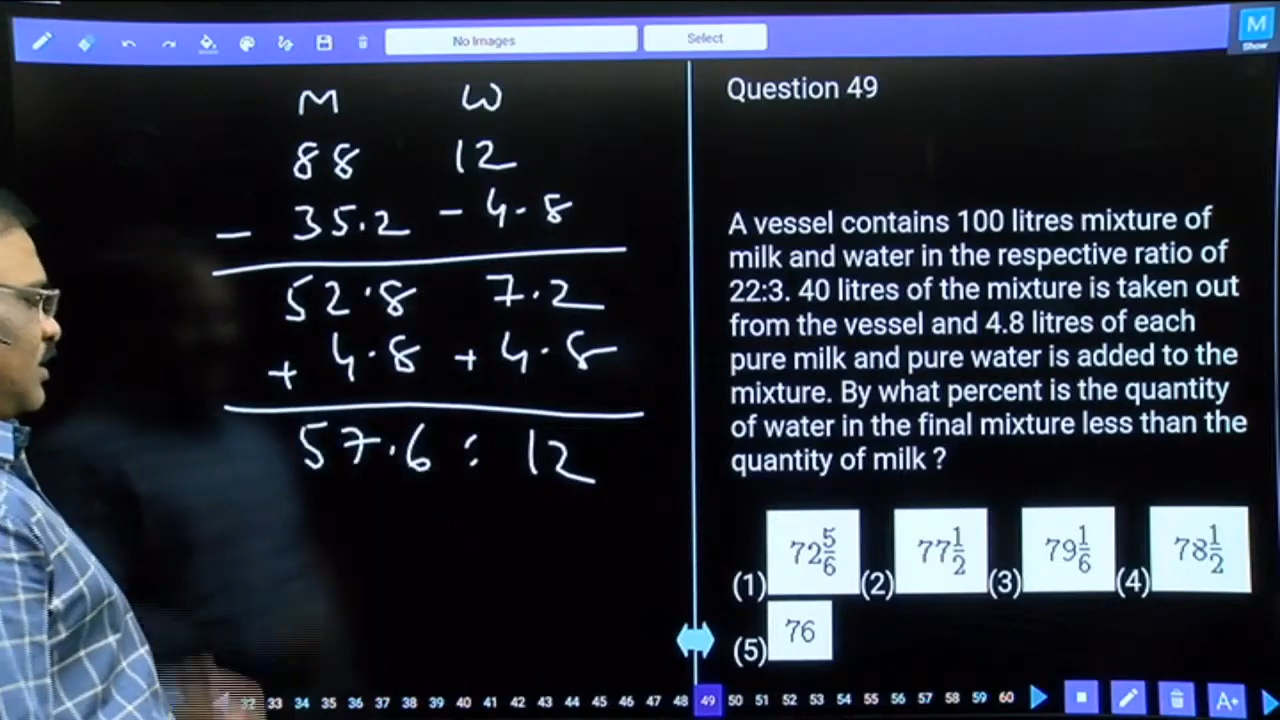 No Images
Select
M
Show
M W
88 12
- 35.2 - 4.8
52.8 7.2
+ 4.8 + 4.8
57.6 : 12
Question 49
A vessel contains 100 litres mixture of
milk and water in the respective ratio of
22:3. 40 litres of the mixture is taken out
from the vessel and 4.8 litres of each
pure milk and pure water is added to the
mixture. By what percent is the quantity
of water in the final mixture less than the
quantity of milk ?
(1) 72 5/6 (2) 77 1/2 (3) 79 1/6 (4) 78 1/2
(5) 76
32 33 34 35 36 37 38 39 40 41 42 43 44 45 46 47 48 49 50 51 52 53 54 55 56 57 58 59 60
A+